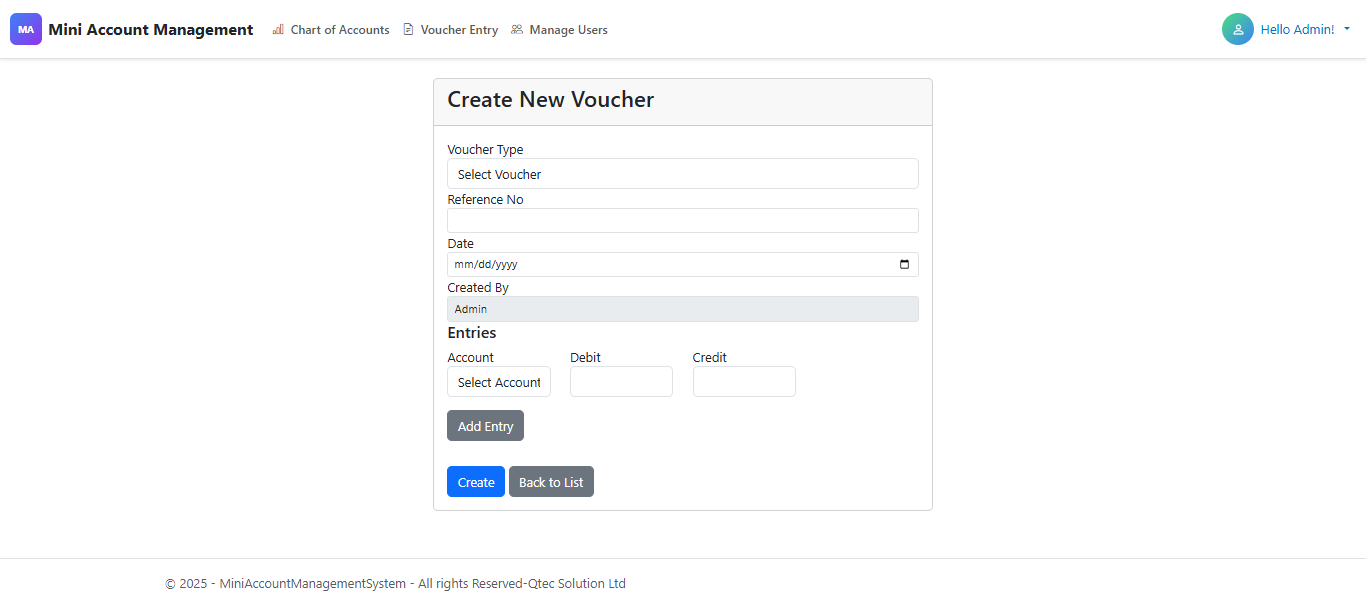 MA Mini Account Management Chart of Accounts Voucher Entry Manage Users Hello Admin!
Create New Voucher
Voucher Type
Select Voucher
Reference No
Date
mm/dd/yyyy
Created By
Admin
Entries
Account Debit Credit
Select Account
Add Entry
Create Back to List
© 2025 - MiniAccountManagementSystem - All rights Reserved-Qtec Solution Ltd